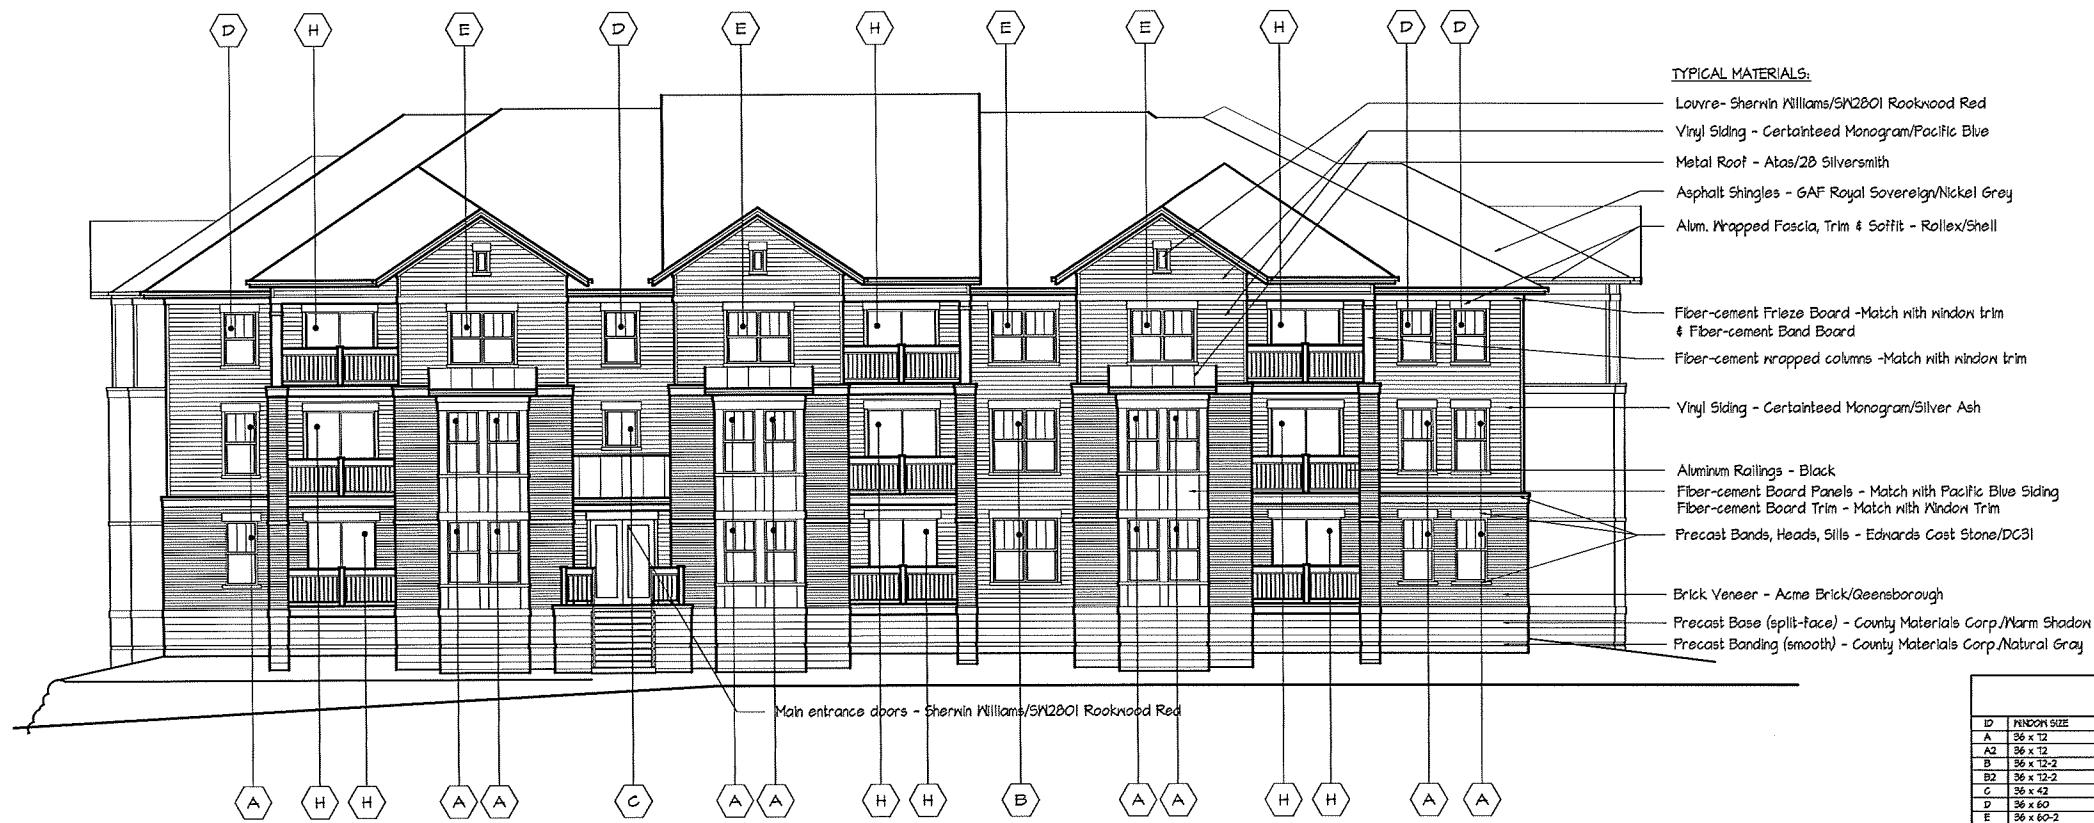 D H E D E H E E H D D
TYPICAL MATERIALS:
Louvre- Sherwin Williams/SW2801 Rookwood Red
Vinyl Siding - Certainteed Monogram/Pacific Blue
Metal Roof - Atas/28 Silversmith
Asphalt Shingles - GAF Royal Sovereign/Nickel Grey
Alum. Wrapped Fascia, Trim & Soffit - Rollex/Shell
Fiber-cement Frieze Board -Match with window trim
& Fiber-cement Band Board
Fiber-cement wrapped columns -Match with window trim
Vinyl Siding - Certainteed Monogram/Silver Ash
Aluminum Railings - Black
Fiber-cement Board Panels - Match with Pacific Blue Siding
Fiber-cement Board Trim - Match with Window Trim
Precast Bands, Heads, Sills - Edwards Cast Stone/DC31
Brick Veneer - Acme Brick/Qeensborough
Precast Base (split-face) - County Materials Corp./Warm Shadow
Precast Banding (smooth) - County Materials Corp./Natural Gray
Main entrance doors - Sherwin Williams/SW2801 Rookwood Red
A H H A A C A A H H B A A H H A A
ID WINDOW SIZE
A 36 x 72
A2 36 x 72
B 36 x 72-2
B2 36 x 72-2
C 36 x 42
D 36 x 60
E 36 x 60-2